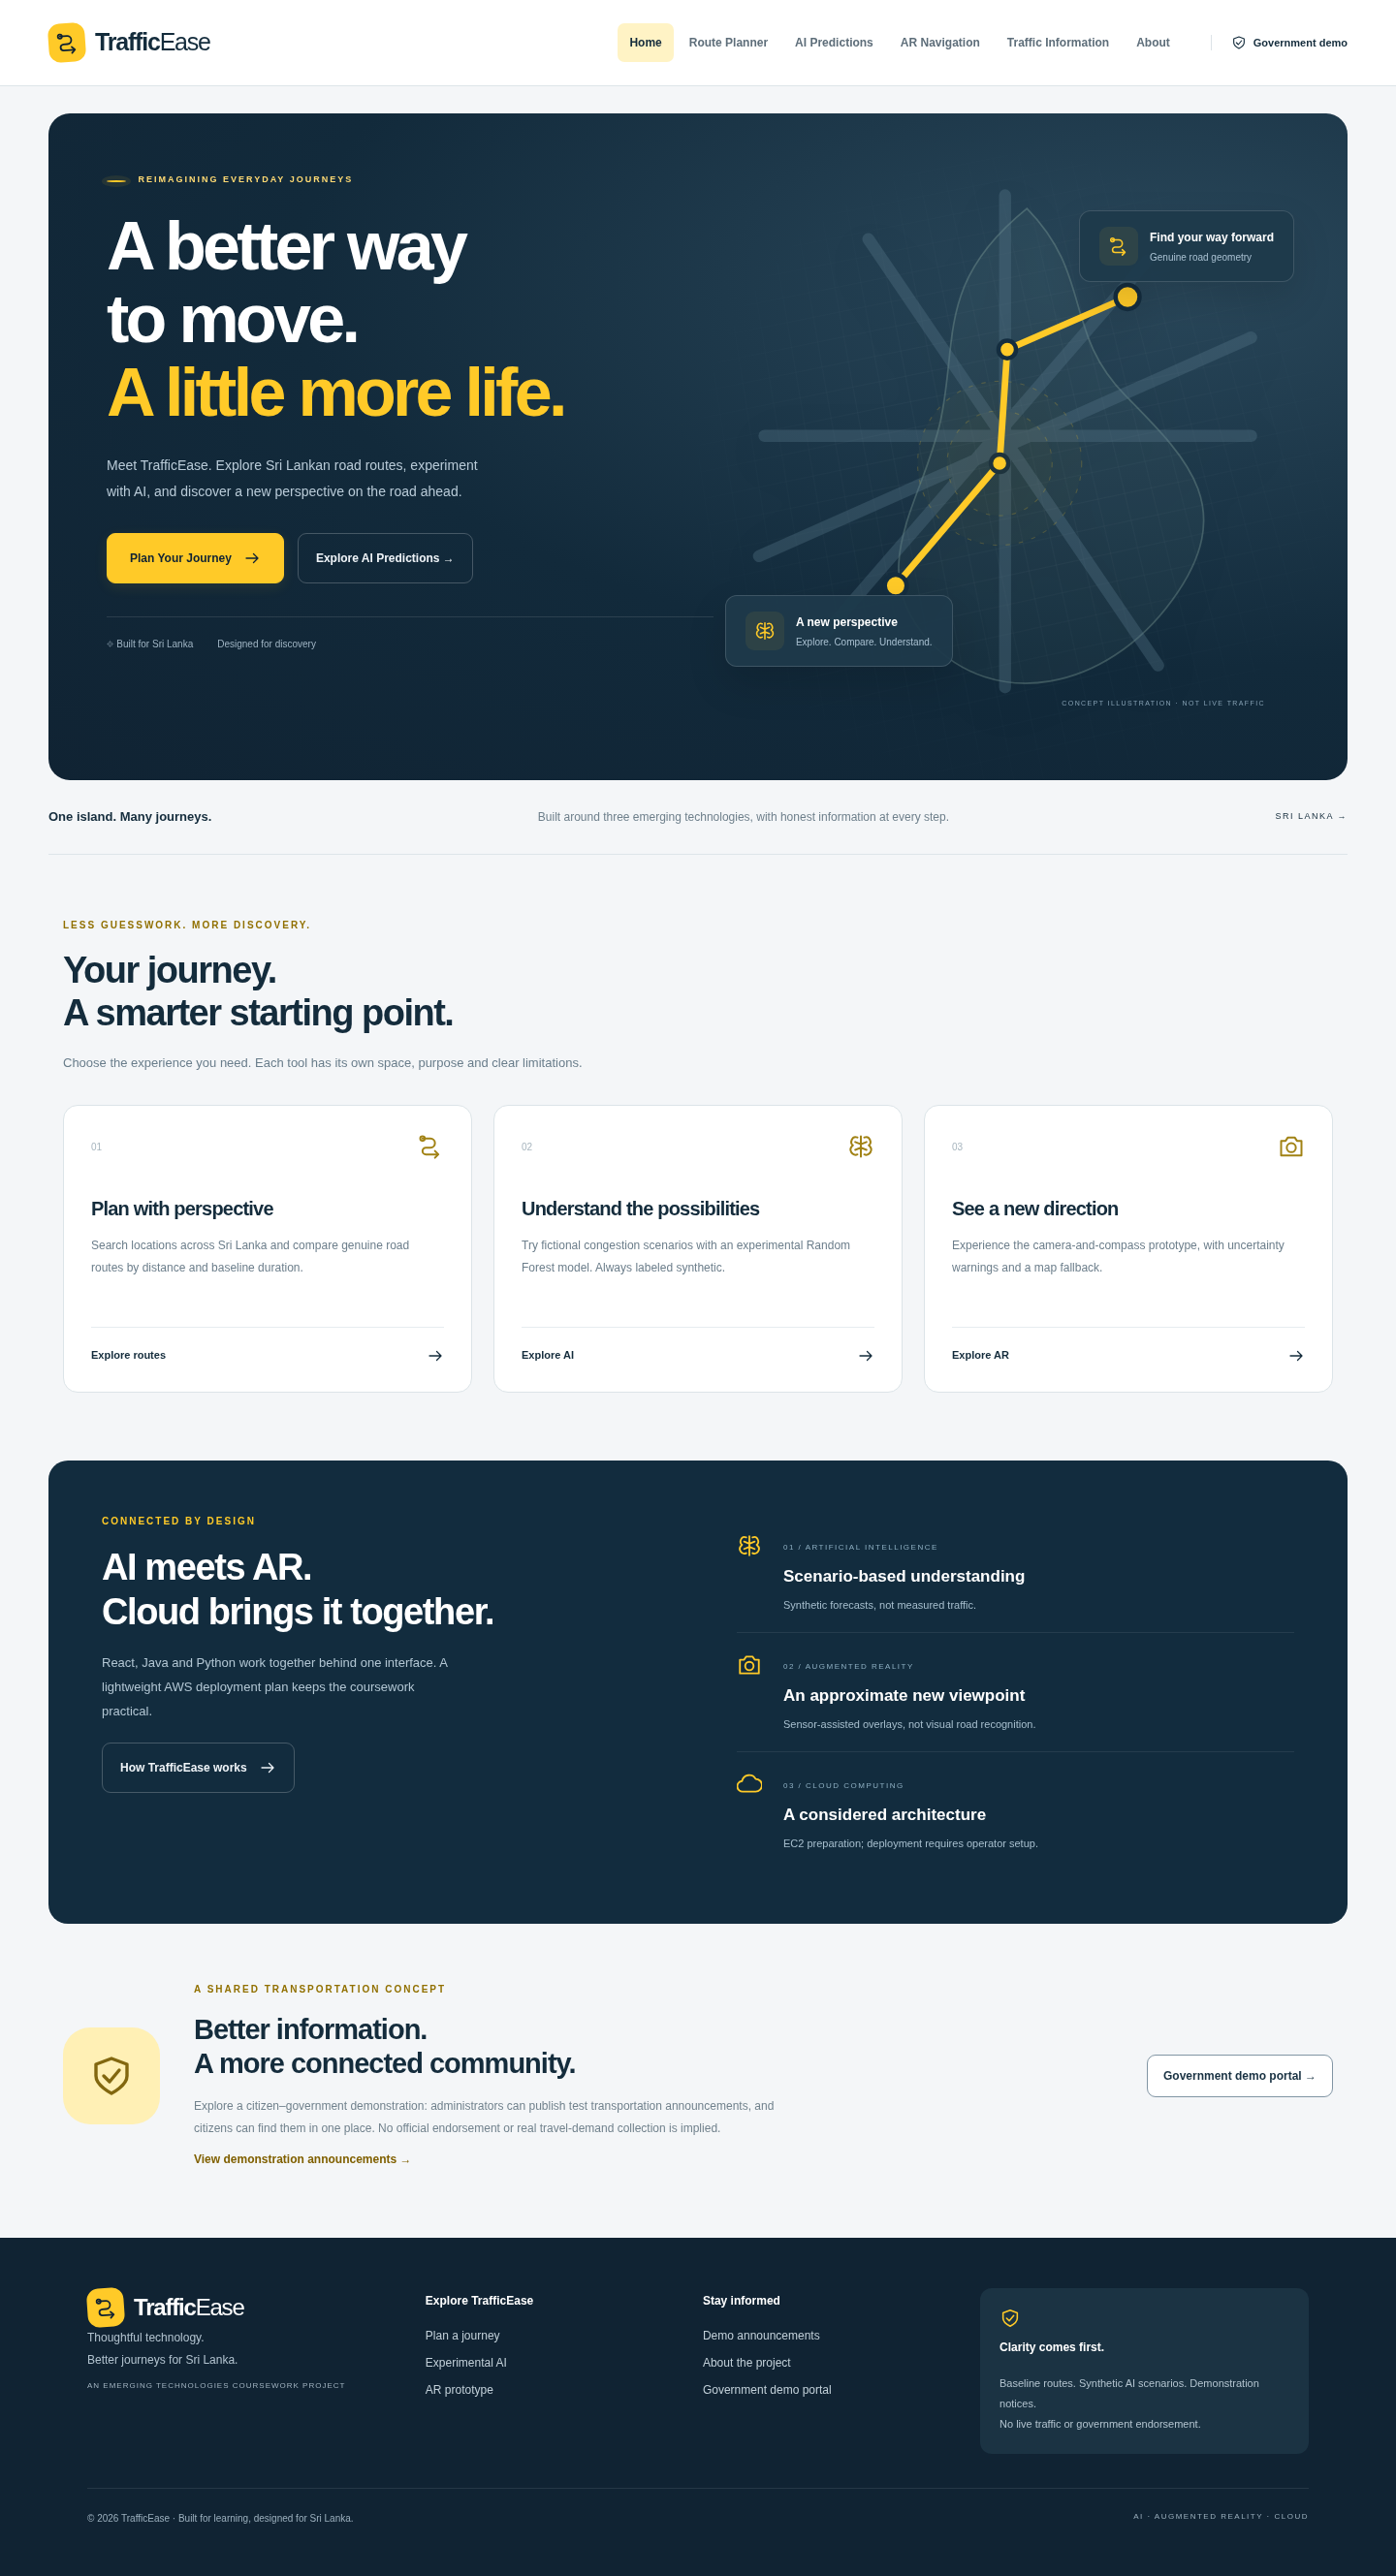 TrafficEase
Home
Route Planner
AI Predictions
AR Navigation
Traffic Information
About
Government demo
REIMAGINING EVERYDAY JOURNEYS
A better way
to move.
A little more life.
Meet TrafficEase. Explore Sri Lankan road routes, experiment
with AI, and discover a new perspective on the road ahead.
Plan Your Journey
Explore AI Predictions →
Built for Sri Lanka
Designed for discovery
Find your way forward
Genuine road geometry
A new perspective
Explore. Compare. Understand.
CONCEPT ILLUSTRATION · NOT LIVE TRAFFIC
One island. Many journeys.
Built around three emerging technologies, with honest information at every step.
SRI LANKA →
LESS GUESSWORK. MORE DISCOVERY.
Your journey.
A smarter starting point.
Choose the experience you need. Each tool has its own space, purpose and clear limitations.
01
Plan with perspective
Search locations across Sri Lanka and compare genuine road
routes by distance and baseline duration.
Explore routes
02
Understand the possibilities
Try fictional congestion scenarios with an experimental Random
Forest model. Always labeled synthetic.
Explore AI
03
See a new direction
Experience the camera-and-compass prototype, with uncertainty
warnings and a map fallback.
Explore AR
CONNECTED BY DESIGN
AI meets AR.
Cloud brings it together.
React, Java and Python work together behind one interface. A
lightweight AWS deployment plan keeps the coursework
practical.
How TrafficEase works
01 / ARTIFICIAL INTELLIGENCE
Scenario-based understanding
Synthetic forecasts, not measured traffic.
02 / AUGMENTED REALITY
An approximate new viewpoint
Sensor-assisted overlays, not visual road recognition.
03 / CLOUD COMPUTING
A considered architecture
EC2 preparation; deployment requires operator setup.
A SHARED TRANSPORTATION CONCEPT
Better information.
A more connected community.
Explore a citizen–government demonstration: administrators can publish test transportation announcements, and
citizens can find them in one place. No official endorsement or real travel-demand collection is implied.
View demonstration announcements →
Government demo portal →
TrafficEase
Thoughtful technology.
Better journeys for Sri Lanka.
AN EMERGING TECHNOLOGIES COURSEWORK PROJECT
Explore TrafficEase
Plan a journey
Experimental AI
AR prototype
Stay informed
Demo announcements
About the project
Government demo portal
Clarity comes first.
Baseline routes. Synthetic AI scenarios. Demonstration
notices.
No live traffic or government endorsement.
© 2026 TrafficEase · Built for learning, designed for Sri Lanka.
AI · AUGMENTED REALITY · CLOUD